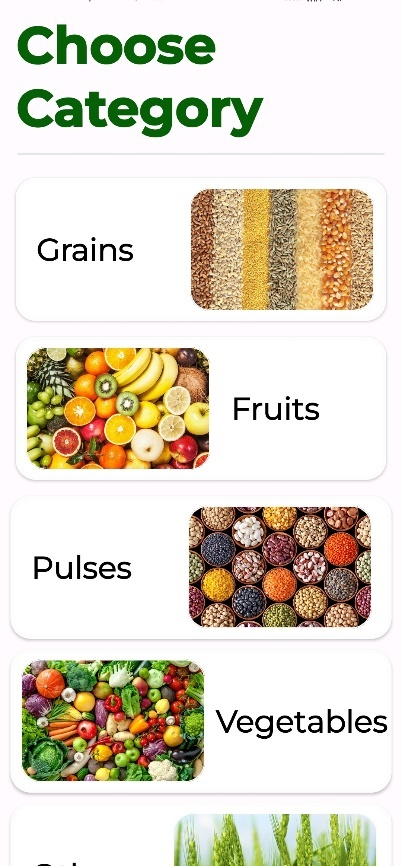 Choose
Category
Grains
Fruits
Pulses
Vegetables